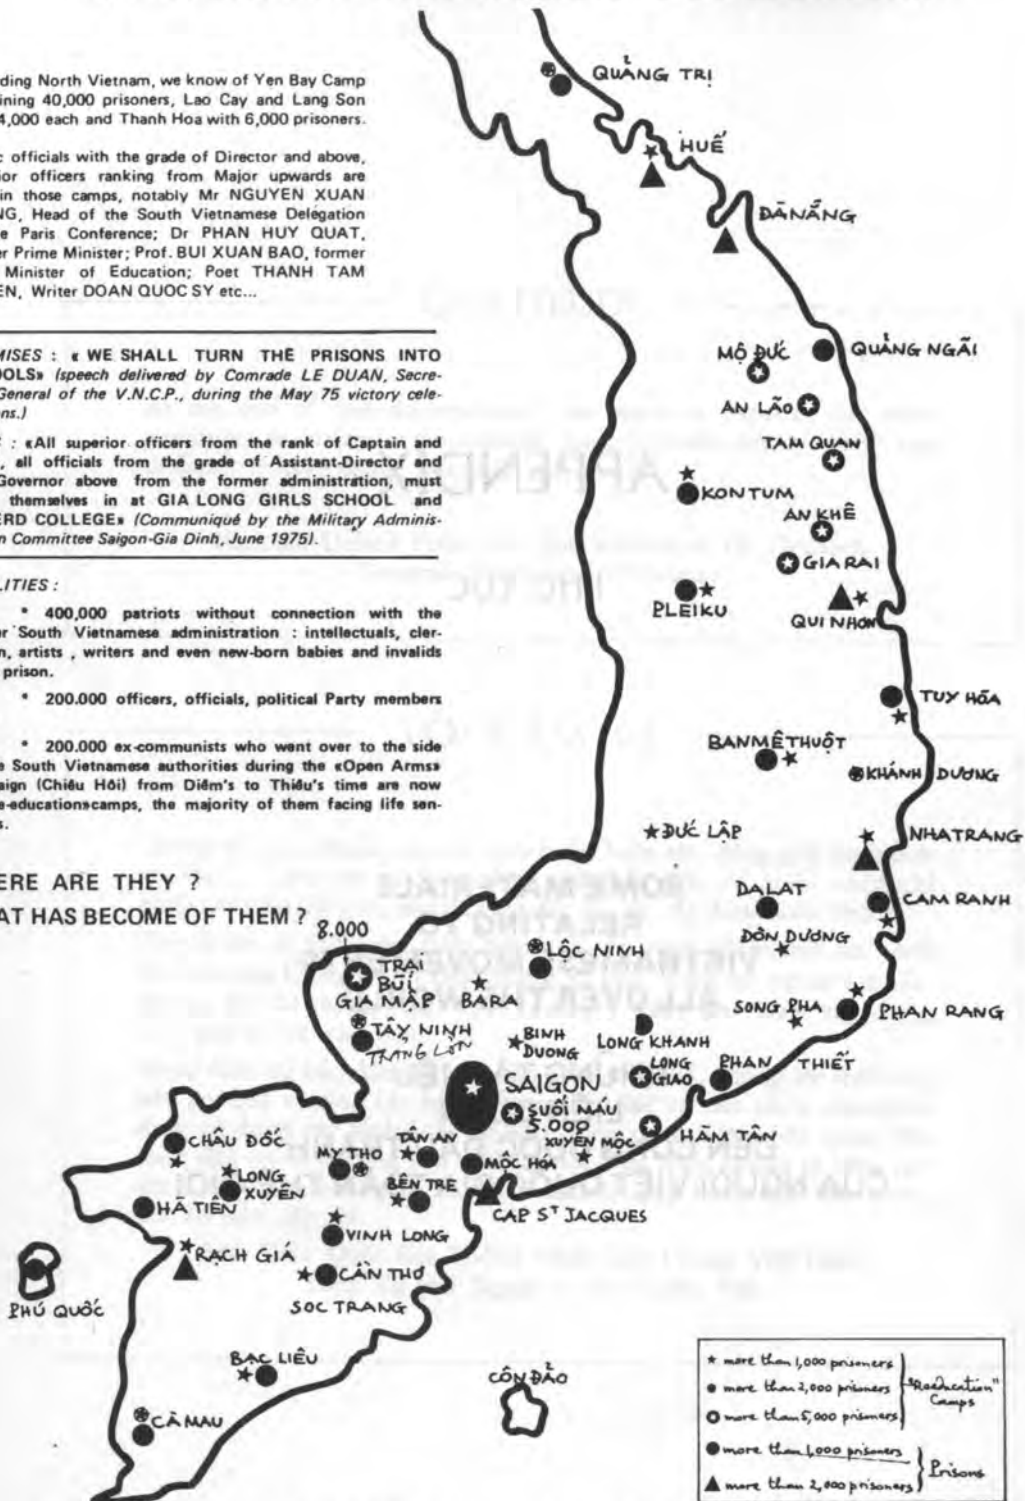 ding North Vietnam, we know of Yen Bay Camp
ining 40,000 prisoners, Lao Cay and Lang Son
4,000 each and Thanh Hoa with 6,000 prisoners.
c officials with the grade of Director and above,
ior officers ranking from Major upwards are
in those camps, notably Mr NGUYEN XUAN
NG, Head of the South Vietnamese Delegation
e Paris Conference; Dr PHAN HUY QUAT,
er Prime Minister; Prof. BUI XUAN BAO, former
Minister of Education; Poet THANH TAM
EN, Writer DOAN QUOC SY etc...
MISES : « WE SHALL TURN THE PRISONS INTO
OOLS» (speech delivered by Comrade LE DUAN, Secre-
General of the V.N.C.P., during the May 75 victory cele-
ns.)
: «All superior officers from the rank of Captain and
, all officials from the grade of Assistant-Director and
Governor above from the former administration, must
themselves in at GIA LONG GIRLS SCHOOL and
ERD COLLEGE» (Communiqué by the Military Adminis-
n Committee Saigon-Gia Dinh, June 1975).
LITIES :
* 400,000 patriots without connection with the
er South Vietnamese administration : intellectuals, cler-
n, artists , writers and even new-born babies and invalids
prison.
* 200.000 officers, officials, political Party members
* 200.000 ex-communists who went over to the side
e South Vietnamese authorities during the «Open Arms»
aign (Chiêu Hôi) from Diêm's to Thiêu's time are now
e-education»camps, the majority of them facing life sen-
s.
ERE ARE THEY ?
AT HAS BECOME OF THEM ?
QUẢNG TRỊ
HUẾ
ĐÀ NẴNG
MỘ ĐỨC
QUẢNG NGÃI
AN LÃO
TAM QUAN
KONTUM
AN KHÊ
GIA RAI
PLEIKU
QUI NHƠN
TUY HÕA
BANMÊTHUỘT
KHÁNH DƯƠNG
ĐỨC LẬP
NHATRANG
DALAT
CAM RANH
ĐƠN DƯƠNG
8.000
TRẠI
BÙI
GIA MẬP
BARA
LỘC NINH
SONG PHA
PHAN RANG
TÂY NINH
TRANG LỚN
BINH
DUONG
LONG KHANH
LONG
GIAO
PHAN THIẾT
SAIGON
SUỐI MÁU
5.000
HÀM TÂN
XUYÊN MỘC
CHÂU ĐỐC
TÂN AN
MY THO
MỘC HÓA
LONG
XUYÊN
BẾN TRE
HÀ TIÊN
CAP ST JACQUES
VINH LONG
RẠCH GIÁ
CẦN THƠ
PHÚ QUỐC
SOC TRANG
BẠC LIÊU
CÔN ĐẢO
CÀ MAU
★ more than 1,000 prisoners
more than 2,000 prisoners
more than 5,000 prisoners
"Reeducation"
Camps
● more than 1,000 prisoners
▲ more than 2,000 prisoners
Prisons